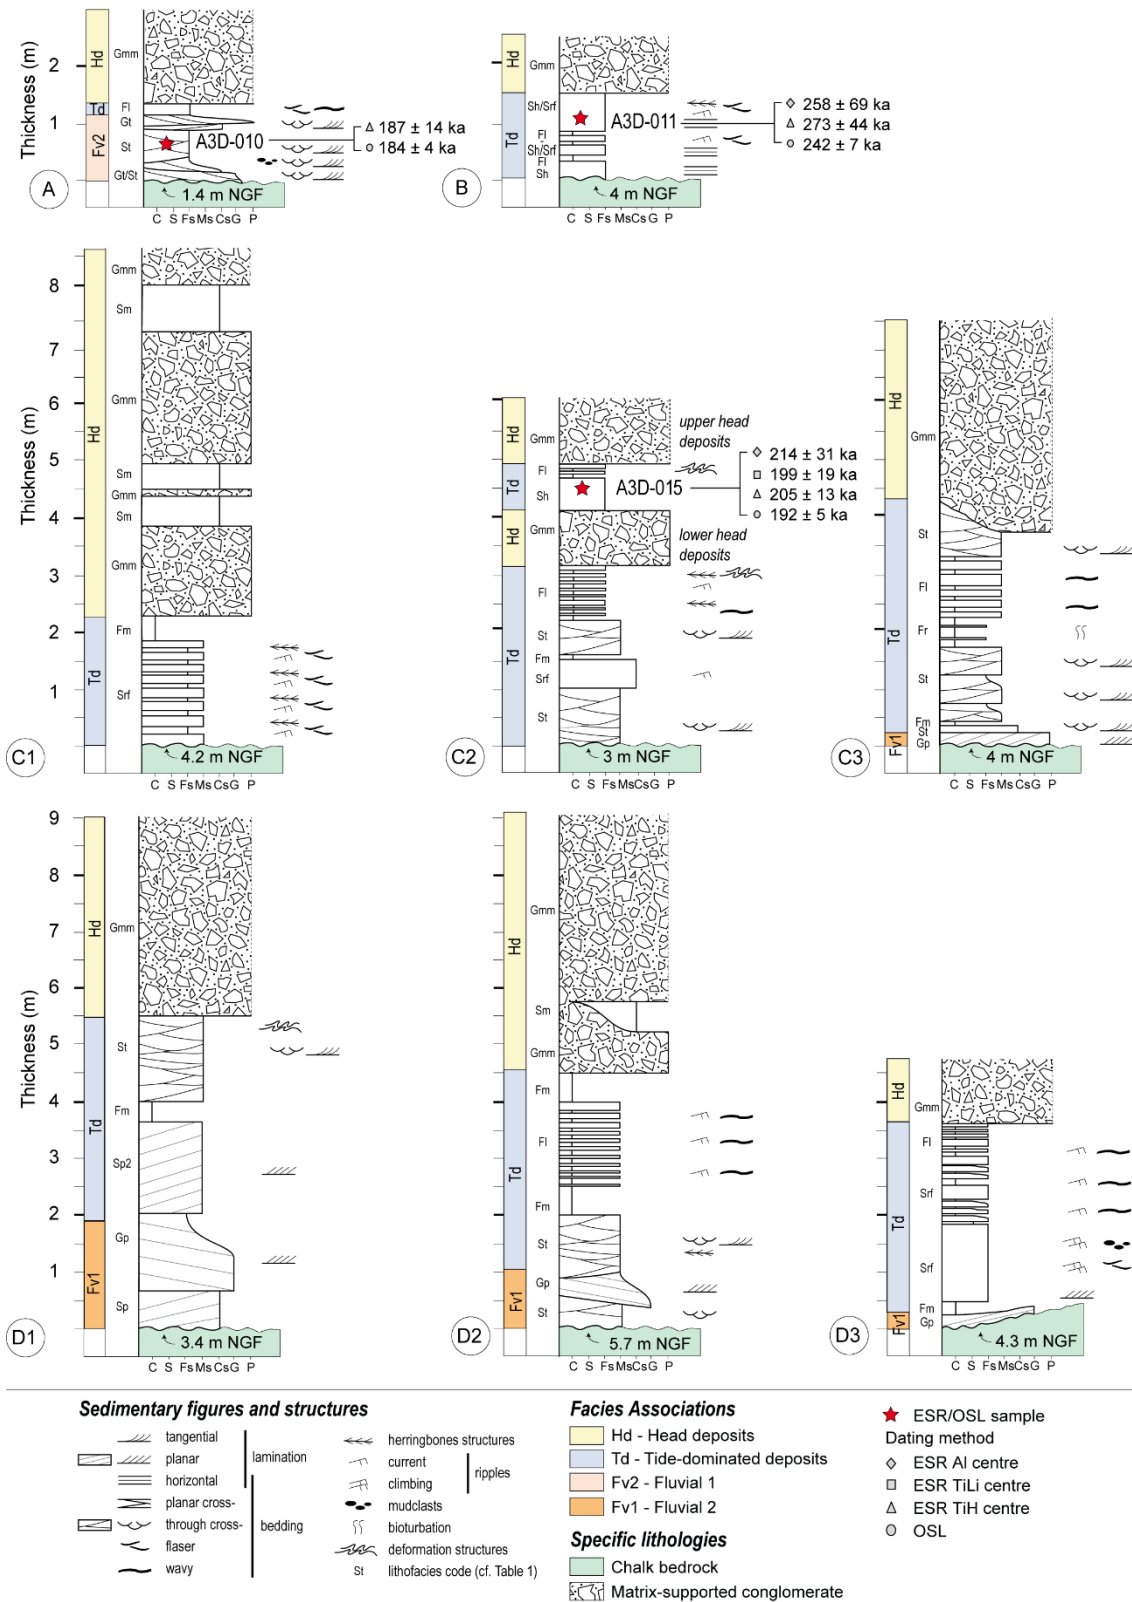 Thickness (m)
2
1
Hd
Td
Fv2
Gmm
Fl
Gt
St
Gt/St
A3D-010
187 ± 14 ka
184 ± 4 ka
1.4 m NGF
A
C S Fs Ms Cs G P
Hd
Td
Gmm
Sh/Srf
Fl
Sh/Srf
Fl
Sh
A3D-011
258 ± 69 ka
273 ± 44 ka
242 ± 7 ka
4 m NGF
B
C S Fs Ms Cs G P
Thickness (m)
8
7
6
5
4
3
2
1
Hd
Td
Gmm
Sm
Gmm
Sm
Gmm
Sm
Gmm
Fm
Srf
4.2 m NGF
C1
C S Fs Ms Cs G P
Hd
Td
Hd
Td
Gmm
Fl
Sh
Gmm
Fl
St
Fm
Srf
St
upper head
deposits
A3D-015
214 ± 31 ka
199 ± 19 ka
205 ± 13 ka
192 ± 5 ka
lower head
deposits
3 m NGF
C2
C S Fs Ms Cs G P
Hd
Td
Fv1
Gmm
St
Fl
Fr
St
Fm
St
Gp
4 m NGF
C3
C S Fs Ms Cs G P
Thickness (m)
9
8
7
6
5
4
3
2
1
Hd
Td
Fv1
Gmm
St
Fm
Sp2
Gp
Sp
3.4 m NGF
D1
C S Fs Ms Cs G P
Hd
Td
Fv1
Gmm
Sm
Gmm
Fm
Fl
Fm
St
Gp
St
5.7 m NGF
D2
C S Fs Ms Cs G P
Hd
Td
Fv1
Gmm
Fl
Srf
Srf
Fm
Gp
4.3 m NGF
D3
C S Fs Ms Cs G P
Sedimentary figures and structures
tangential
planar
horizontal
lamination
planar cross-
through cross-
flaser
wavy
bedding
herringbones structures
current
climbing
ripples
mudclasts
bioturbation
deformation structures
St lithofacies code (cf. Table 1)
Facies Associations
Hd - Head deposits
Td - Tide-dominated deposits
Fv2 - Fluvial 1
Fv1 - Fluvial 2
Specific lithologies
Chalk bedrock
Matrix-supported conglomerate
ESR/OSL sample
Dating method
ESR Al centre
ESR TiLi centre
ESR TiH centre
OSL